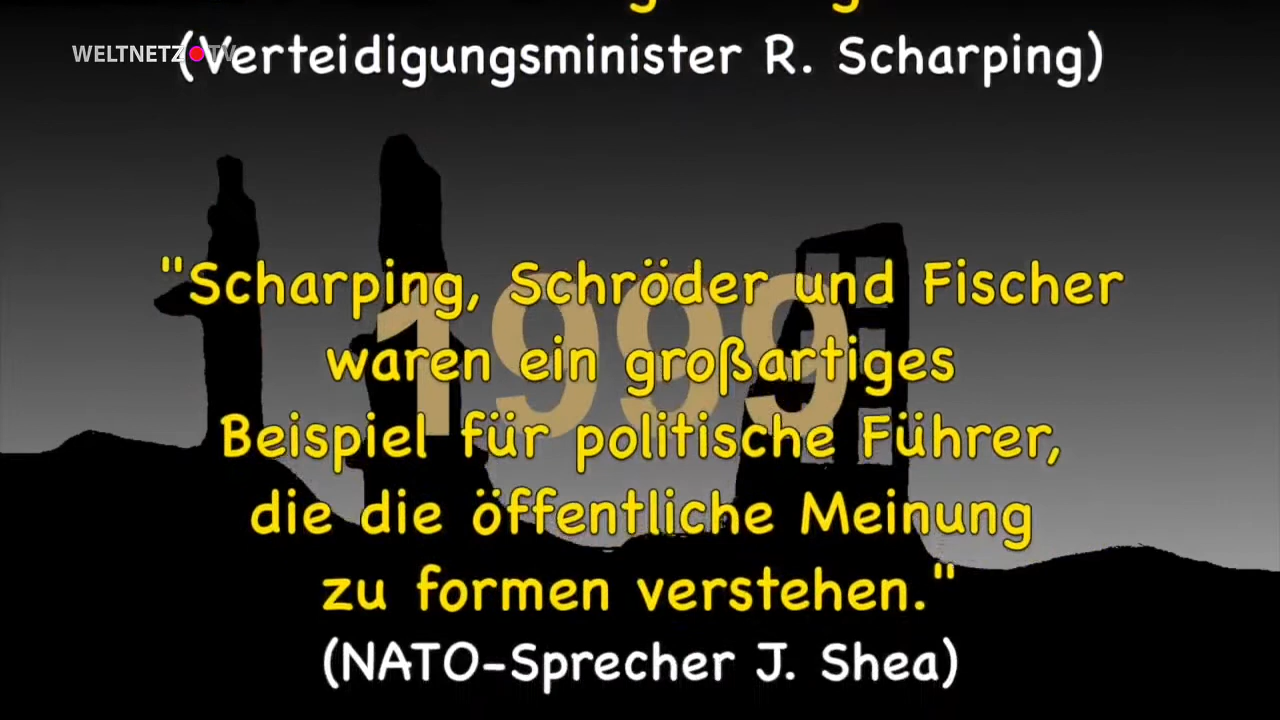 WELTNETZ TV
(Verteidigungsminister R. Scharping)
1999
"Scharping, Schröder und Fischer
waren ein großartiges
Beispiel für politische Führer,
die die öffentliche Meinung
zu formen verstehen."
(NATO-Sprecher J. Shea)